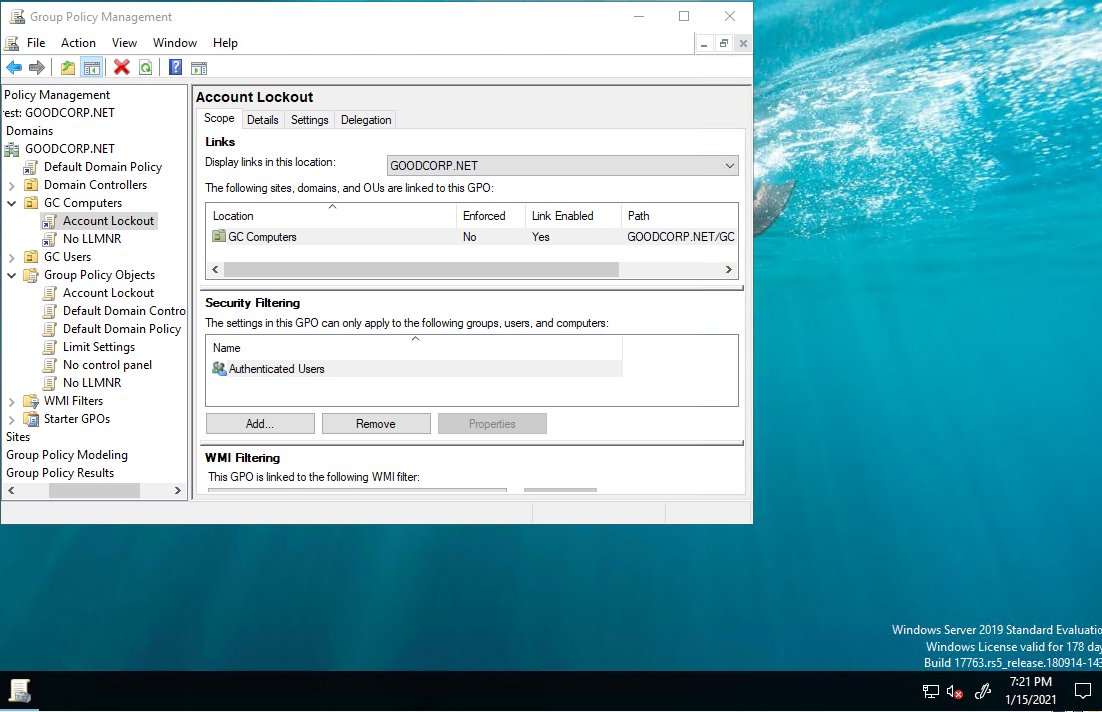 Group Policy Management
File Action View Window Help
Policy Management
rest: GOODCORP.NET
Domains
GOODCORP.NET
Default Domain Policy
Domain Controllers
GC Computers
Account Lockout
No LLMNR
GC Users
Group Policy Objects
Account Lockout
Default Domain Contro
Default Domain Policy
Limit Settings
No control panel
No LLMNR
WMI Filters
Starter GPOs
Sites
Group Policy Modeling
Group Policy Results
Account Lockout
Scope Details Settings Delegation
Links
Display links in this location: GOODCORP.NET
The following sites, domains, and OUs are linked to this GPO:
Location Enforced Link Enabled Path
GC Computers No Yes GOODCORP.NET/GC
Security Filtering
The settings in this GPO can only apply to the following groups, users, and computers:
Name
Authenticated Users
Add... Remove Properties
WMI Filtering
This GPO is linked to the following WMI filter:
Windows Server 2019 Standard Evaluatio
Windows License valid for 178 day
Build 17763.rs5_release.180914-143
7:21 PM
1/15/2021